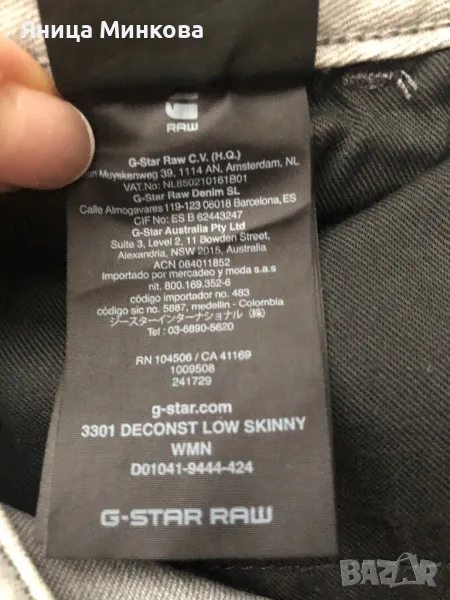 Яница Минкова
RAW
G-Star Raw C.V. (H.Q.)
Muyskenweg 39, 1114 AN, Amsterdam, NL
VAT.No: NL850210161B01
G-Star Raw Denim SL
Calle Almogavares 119-123 08018 Barcelona, ES
CIF No: ES B 62443247
G-Star Australia Pty Ltd
Suite 3, Level 2, 11 Bowden Street,
Alexandria, NSW 2015, Australia
ACN 084011852
Importado por mercadeo y moda s.a.s
nit. 800.169.352-6
código importador no. 483
código sic no. 5887, medellin - Colombia
ジースターインターナショナル (株)
Tel : 03-6890-5620
RN 104506 / CA 41169
1009508
241729
g-star.com
3301 DECONST LOW SKINNY
WMN
D01041-9444-424
G-STAR RAW
BAZAR